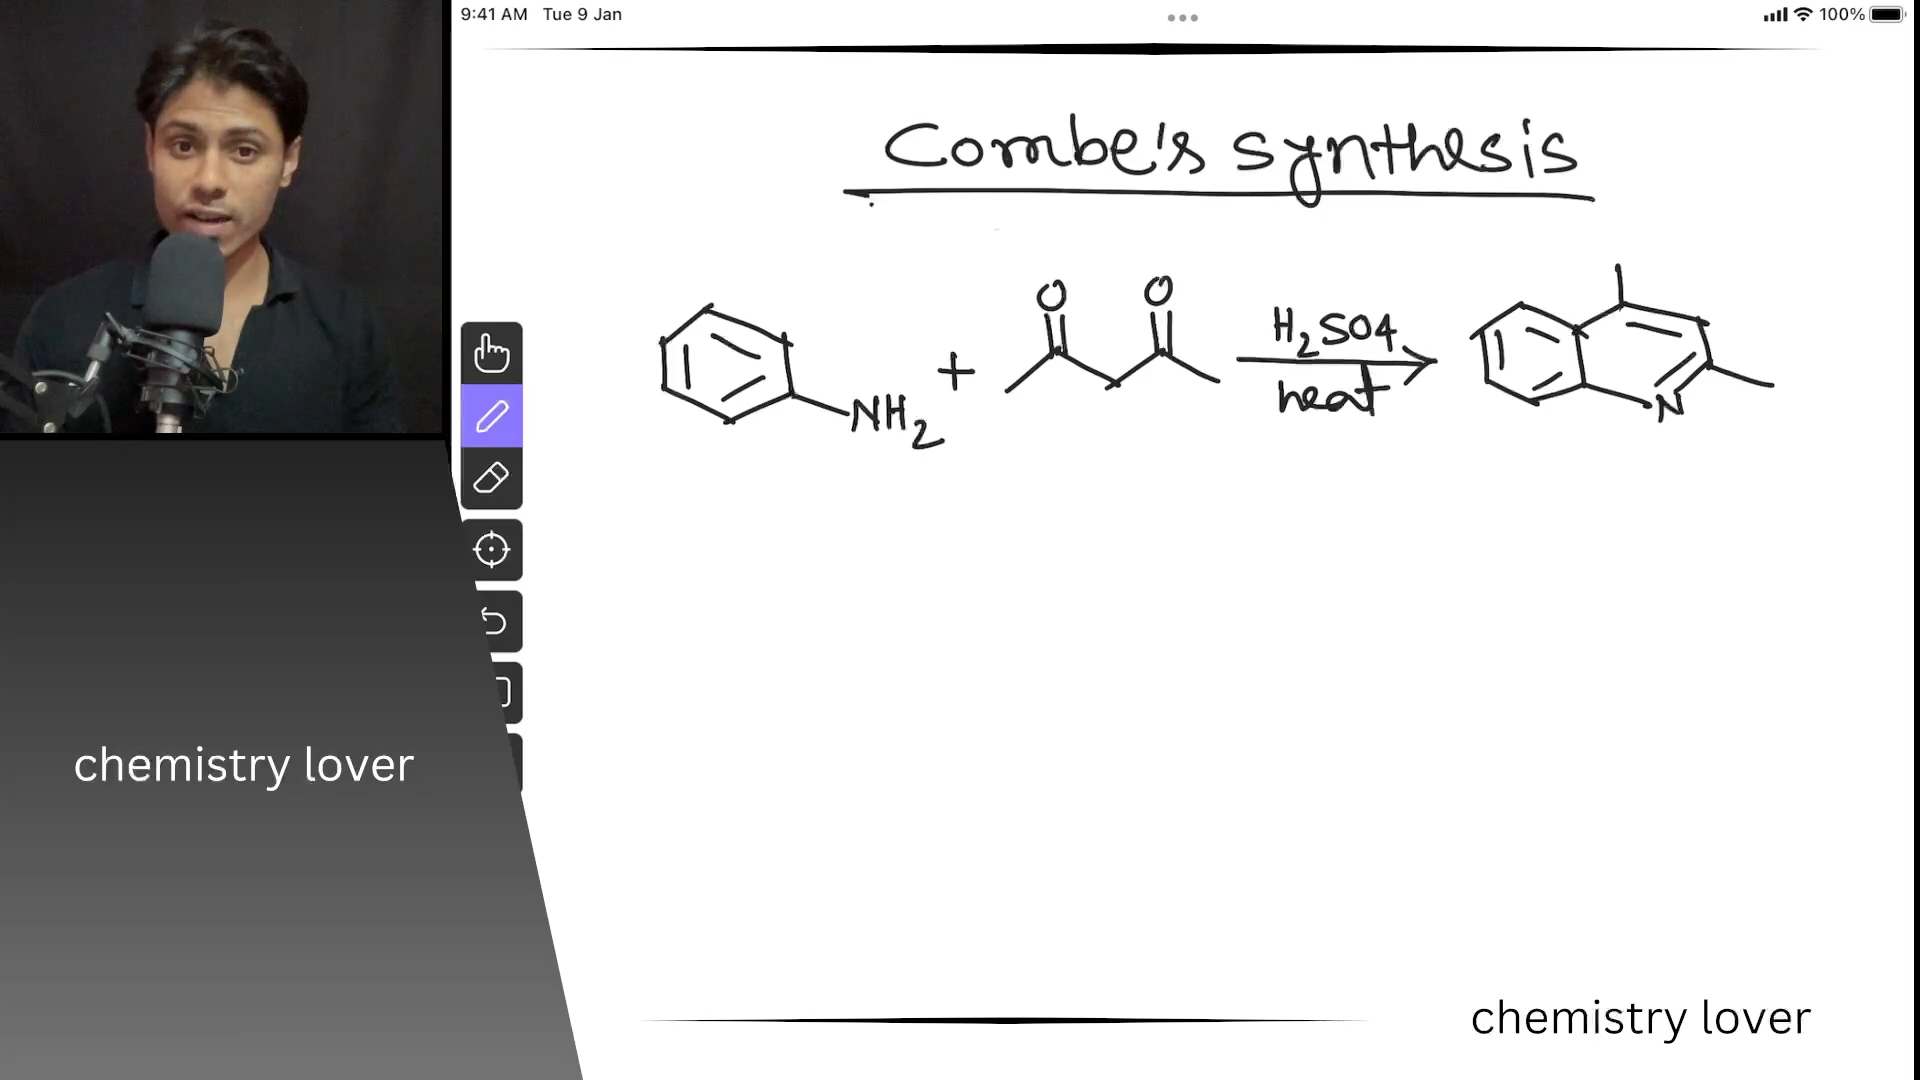 9:41 AM Tue 9 Jan
100%
Combe's synthesis
O O
H2SO4
+
heat
NH2
N
chemistry lover
chemistry lover